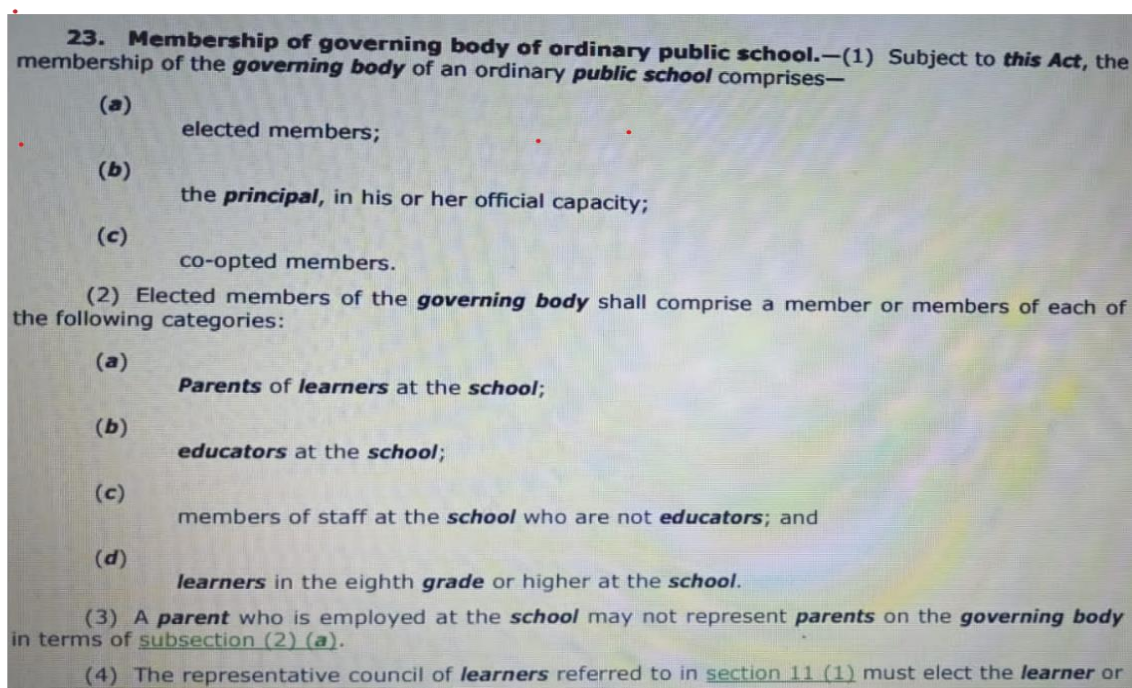 23. Membership of governing body of ordinary public school.—(1) Subject to this Act, the
membership of the governing body of an ordinary public school comprises—
(a)
elected members;
(b)
the principal, in his or her official capacity;
(c)
co-opted members.
(2) Elected members of the governing body shall comprise a member or members of each of
the following categories:
(a)
Parents of learners at the school;
(b)
educators at the school;
(c)
members of staff at the school who are not educators; and
(d)
learners in the eighth grade or higher at the school.
(3) A parent who is employed at the school may not represent parents on the governing body
in terms of subsection (2) (a).
(4) The representative council of learners referred to in section 11 (1) must elect the learner or